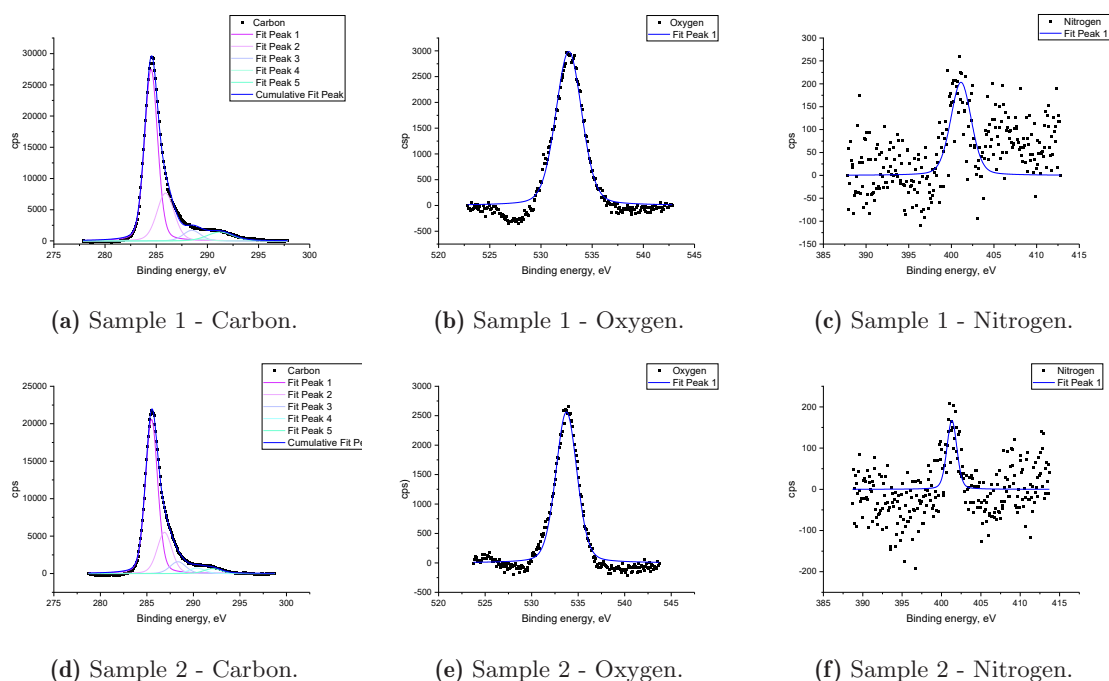 Carbon
Fit Peak 1
Fit Peak 2
Fit Peak 3
Fit Peak 4
Fit Peak 5
Cumulative Fit Peak
30000
25000
20000
15000
10000
5000
0
cps
275 280 285 290 295 300
Binding energy, eV
(a) Sample 1 - Carbon.
Oxygen
Fit Peak 1
3000
2500
2000
1500
1000
500
0
-500
csp
520 525 530 535 540 545
Binding energy, eV
(b) Sample 1 - Oxygen.
Nitrogen
Fit Peak 1
300
250
200
150
100
50
0
-50
-100
-150
cps
385 390 395 400 405 410 415
Binding energy, eV
(c) Sample 1 - Nitrogen.
Carbon
Fit Peak 1
Fit Peak 2
Fit Peak 3
Fit Peak 4
Fit Peak 5
Cumulative Fit P
25000
20000
15000
10000
5000
0
cps
275 280 285 290 295 300
Binding energy, eV
(d) Sample 2 - Carbon.
Oxygen
Fit Peak 1
3000
2500
2000
1500
1000
500
0
-500
cps)
520 525 530 535 540 545
Binding energy, eV
(e) Sample 2 - Oxygen.
Nitrogen
Fit Peak 1
200
100
0
-100
-200
cps
385 390 395 400 405 410 415
Binding energy, eV
(f) Sample 2 - Nitrogen.